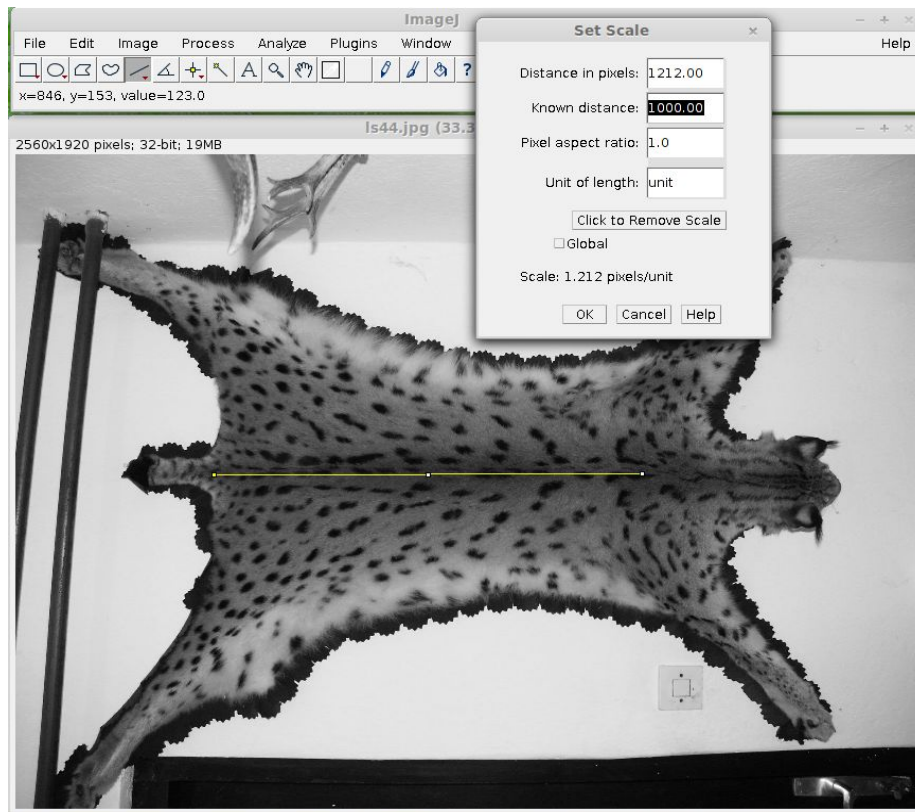 ImageJ
File Edit Image Process Analyze Plugins Window Help
x=846, y=153, value=123.0
ls44.jpg (33.3
2560x1920 pixels; 32-bit; 19MB
Set Scale
Distance in pixels: 1212.00
Known distance: 1000.00
Pixel aspect ratio: 1.0
Unit of length: unit
Click to Remove Scale
Global
Scale: 1.212 pixels/unit
OK Cancel Help